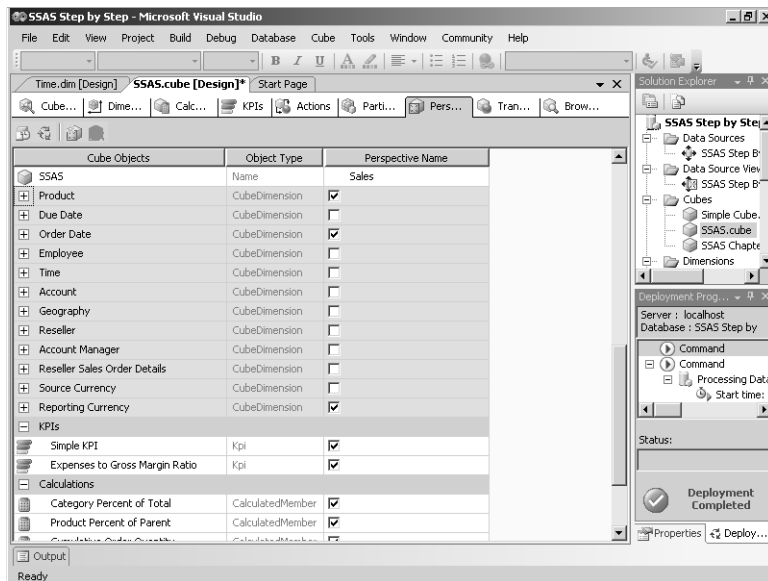 SSAS Step by Step - Microsoft Visual Studio
File Edit View Project Build Debug Database Cube Tools Window Community Help
B I U A
Time.dim [Design] SSAS.cube [Design]* Start Page
Cube... Dime... Calc... KPIs Actions Parti... Pers... Tran... Brow...
Cube Objects Object Type Perspective Name
SSAS Name Sales
Product CubeDimension
Due Date CubeDimension
Order Date CubeDimension
Employee CubeDimension
Time CubeDimension
Account CubeDimension
Geography CubeDimension
Reseller CubeDimension
Account Manager CubeDimension
Reseller Sales Order Details CubeDimension
Source Currency CubeDimension
Reporting Currency CubeDimension
KPIs
Simple KPI Kpi
Expenses to Gross Margin Ratio Kpi
Calculations
Category Percent of Total CalculatedMember
Product Percent of Parent CalculatedMember
Cumulative Order Quantity CalculatedMember
Output
Ready
Solution Explorer
SSAS Step by Step
Data Sources
SSAS Step B
Data Source View
SSAS Step B
Cubes
Simple Cube.
SSAS.cube
SSAS Chapte
Dimensions
Deployment Prog...
Server : localhost
Database : SSAS Step by
Command
Command
Processing Data
Start time:
Status:
Deployment
Completed
Properties Deploy...